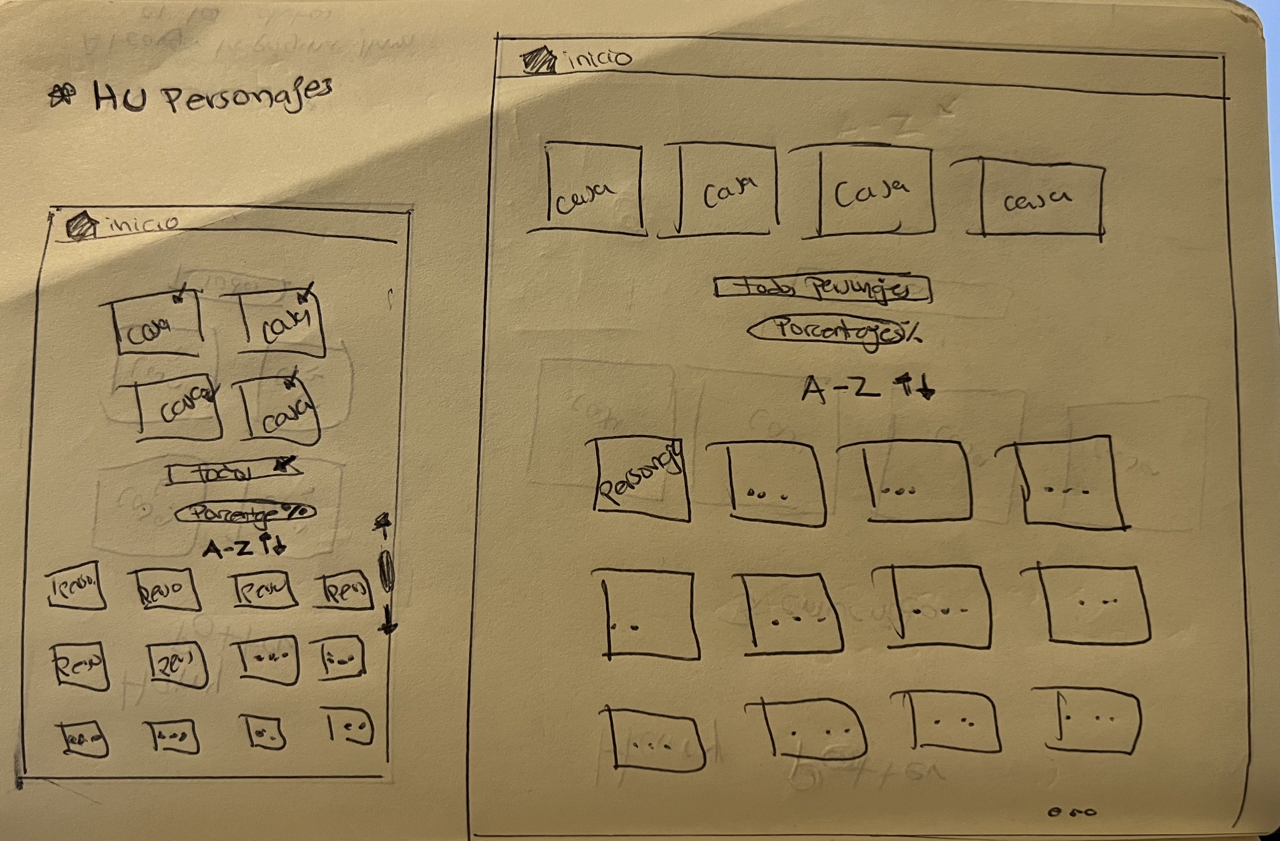 * HU Personajes
inicio
casa casa
casa casa
Todos
Porcentaje %
A-Z ↑↓
Perso. Perso Perso Perso
Perso Perso ... ...
... ... ... ...
inicio
casa casa casa casa
todos Personajes
Porcentajes %
A-Z ↑↓
Personaje ... ... ...
... ... ... ...
... ... ... ...
...